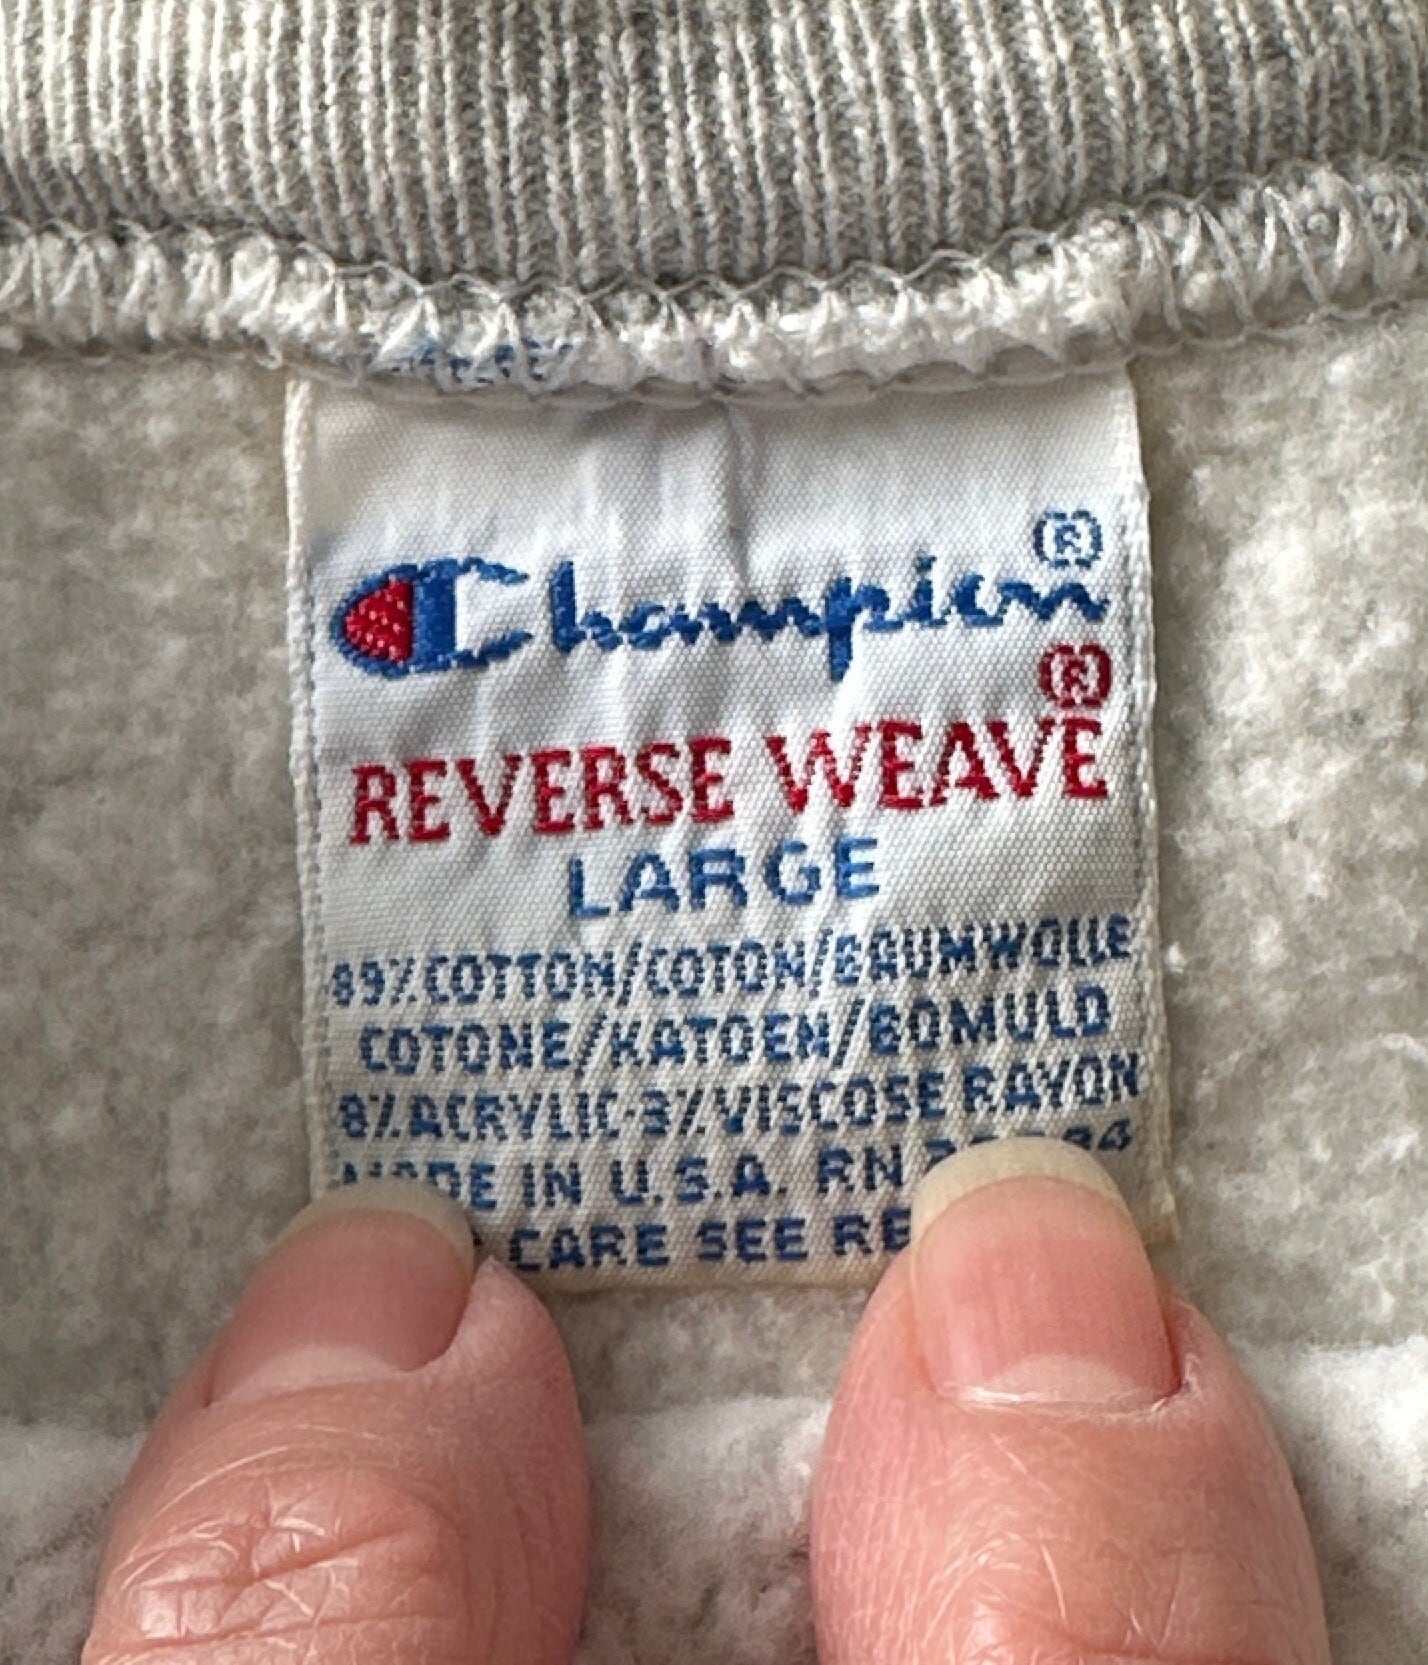 Champion®
REVERSE WEAVE®
LARGE
89% COTTON/COTON/BAUMWOLLE
COTONE/KATOEN/BOMULD
8% ACRYLIC-3% VISCOSE RAYON
MADE IN U.S.A. RN
CARE SEE